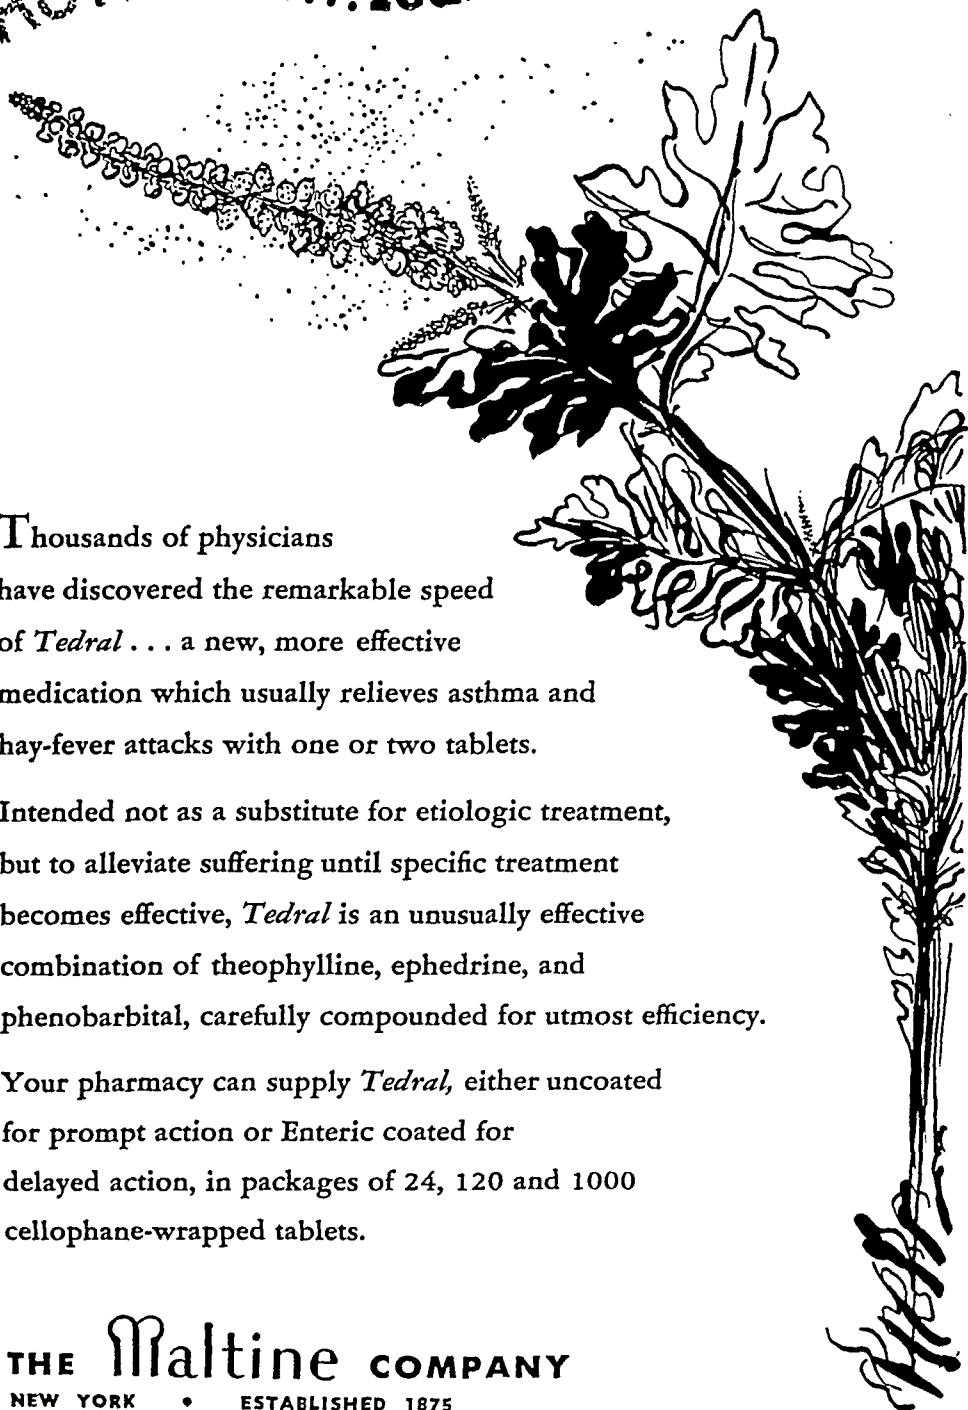 Thousands of physicians
have discovered the remarkable speed
of Tedral . . . a new, more effective
medication which usually relieves asthma and
hay-fever attacks with one or two tablets.
Intended not as a substitute for etiologic treatment,
but to alleviate suffering until specific treatment
becomes effective, Tedral is an unusually effective
combination of theophylline, ephedrine, and
phenobarbital, carefully compounded for utmost efficiency.
Your pharmacy can supply Tedral, either uncoated
for prompt action or Enteric coated for
delayed action, in packages of 24, 120 and 1000
cellophane-wrapped tablets.
THE Maltine COMPANY
NEW YORK • ESTABLISHED 1875